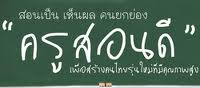 สอนเป็น เห็นผล คนยกย่อง
"ครูสอนดี"
เพื่อสร้างคนไทยรุ่นใหม่ที่มีคุณภาพสูง